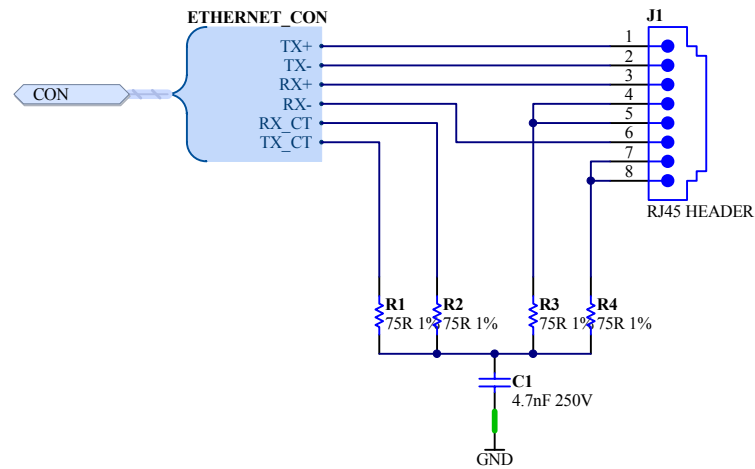 ETHERNET_CON
J1
CON
TX+
TX-
RX+
RX-
RX_CT
TX_CT
1
2
3
4
5
6
7
8
RJ45 HEADER
R1
75R 1%
R2
75R 1%
R3
75R 1%
R4
75R 1%
C1
4.7nF 250V
GND